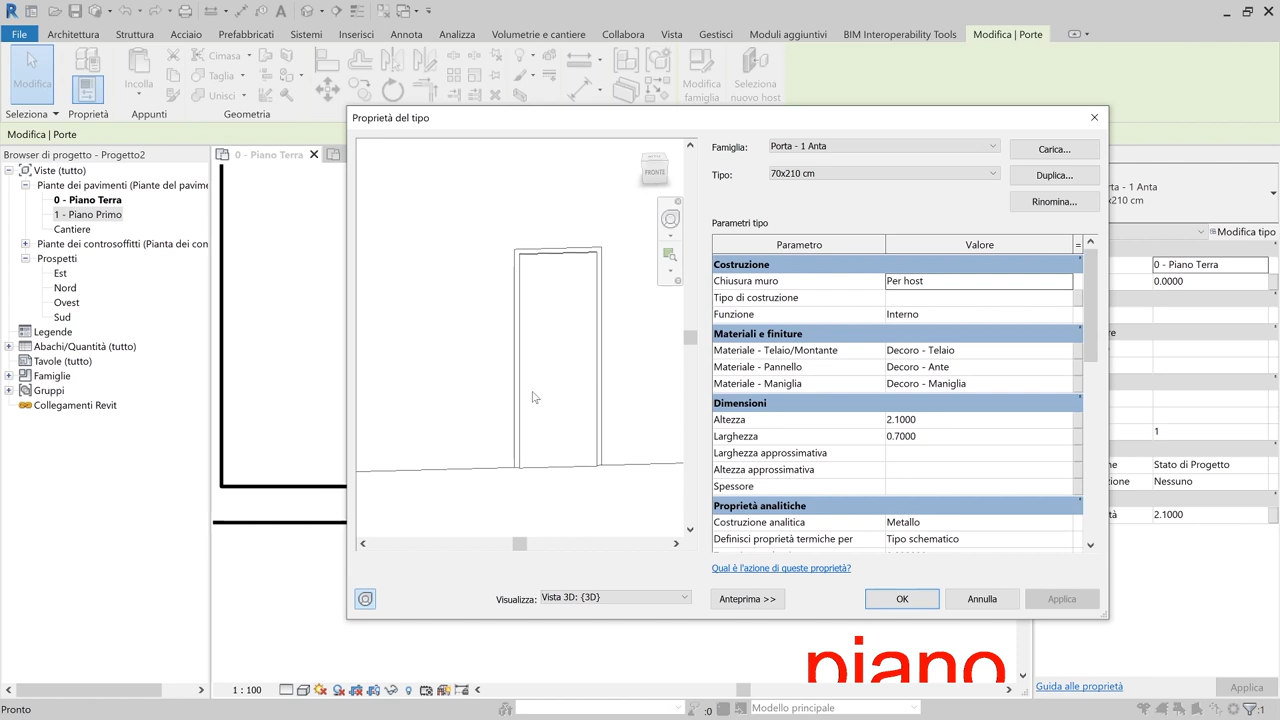 File
Architettura
Struttura
Acciaio
Prefabbricati
Sistemi
Inserisci
Annota
Analizza
Volumetrie e cantiere
Collabora
Vista
Gestisci
Moduli aggiuntivi
BIM Interoperability Tools
Modifica | Porte
Modifica
Incolla
Cimasa
Taglia
Unisci
Modifica
famiglia
Seleziona
nuovo host
Seleziona
Proprietà
Appunti
Geometria
Modifica | Porte
Browser di progetto - Progetto2
Viste (tutto)
Piante dei pavimenti (Piante del pavime
0 - Piano Terra
1 - Piano Primo
Cantiere
Piante dei controsoffitti (Pianta dei con
Prospetti
Est
Nord
Ovest
Sud
Legende
Abachi/Quantità (tutto)
Tavole (tutto)
Famiglie
Gruppi
Collegamenti Revit
0 - Piano Terra
Proprietà del tipo
FRONTE
Famiglia: Porta - 1 Anta
Carica...
Tipo: 70x210 cm
Duplica...
Rinomina...
Parametri tipo
Parametro Valore =
Costruzione
Chiusura muro Per host
Tipo di costruzione
Funzione Interno
Materiali e finiture
Materiale - Telaio/Montante Decoro - Telaio
Materiale - Pannello Decoro - Ante
Materiale - Maniglia Decoro - Maniglia
Dimensioni
Altezza 2.1000
Larghezza 0.7000
Larghezza approssimativa
Altezza approssimativa
Spessore
Proprietà analitiche
Costruzione analitica Metallo
Definisci proprietà termiche per Tipo schematico
Qual è l'azione di queste proprietà?
Visualizza: Vista 3D: {3D}
Anteprima >>
OK
Annulla
Applica
- 1 Anta
x210 cm
Modifica tipo
0 - Piano Terra
0.0000
re
1
ne Stato di Progetto
zione Nessuno
tà 2.1000
piano
1 : 100
Guida alle proprietà
Applica
Pronto
:0
Modello principale
:1